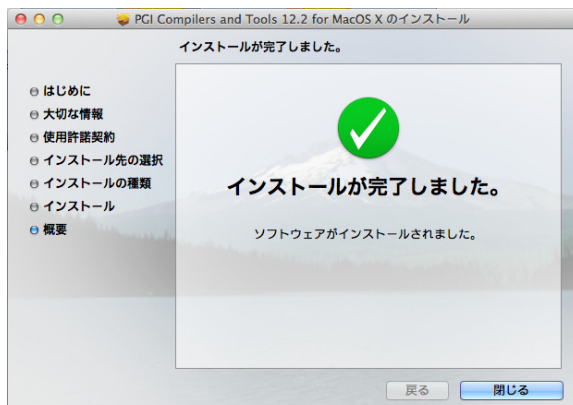 PGI Compilers and Tools 12.2 for MacOS X のインストール
インストールが完了しました。
はじめに
大切な情報
使用許諾契約
インストール先の選択
インストールの種類
インストール
概要
インストールが完了しました。
ソフトウェアがインストールされました。
戻る
閉じる